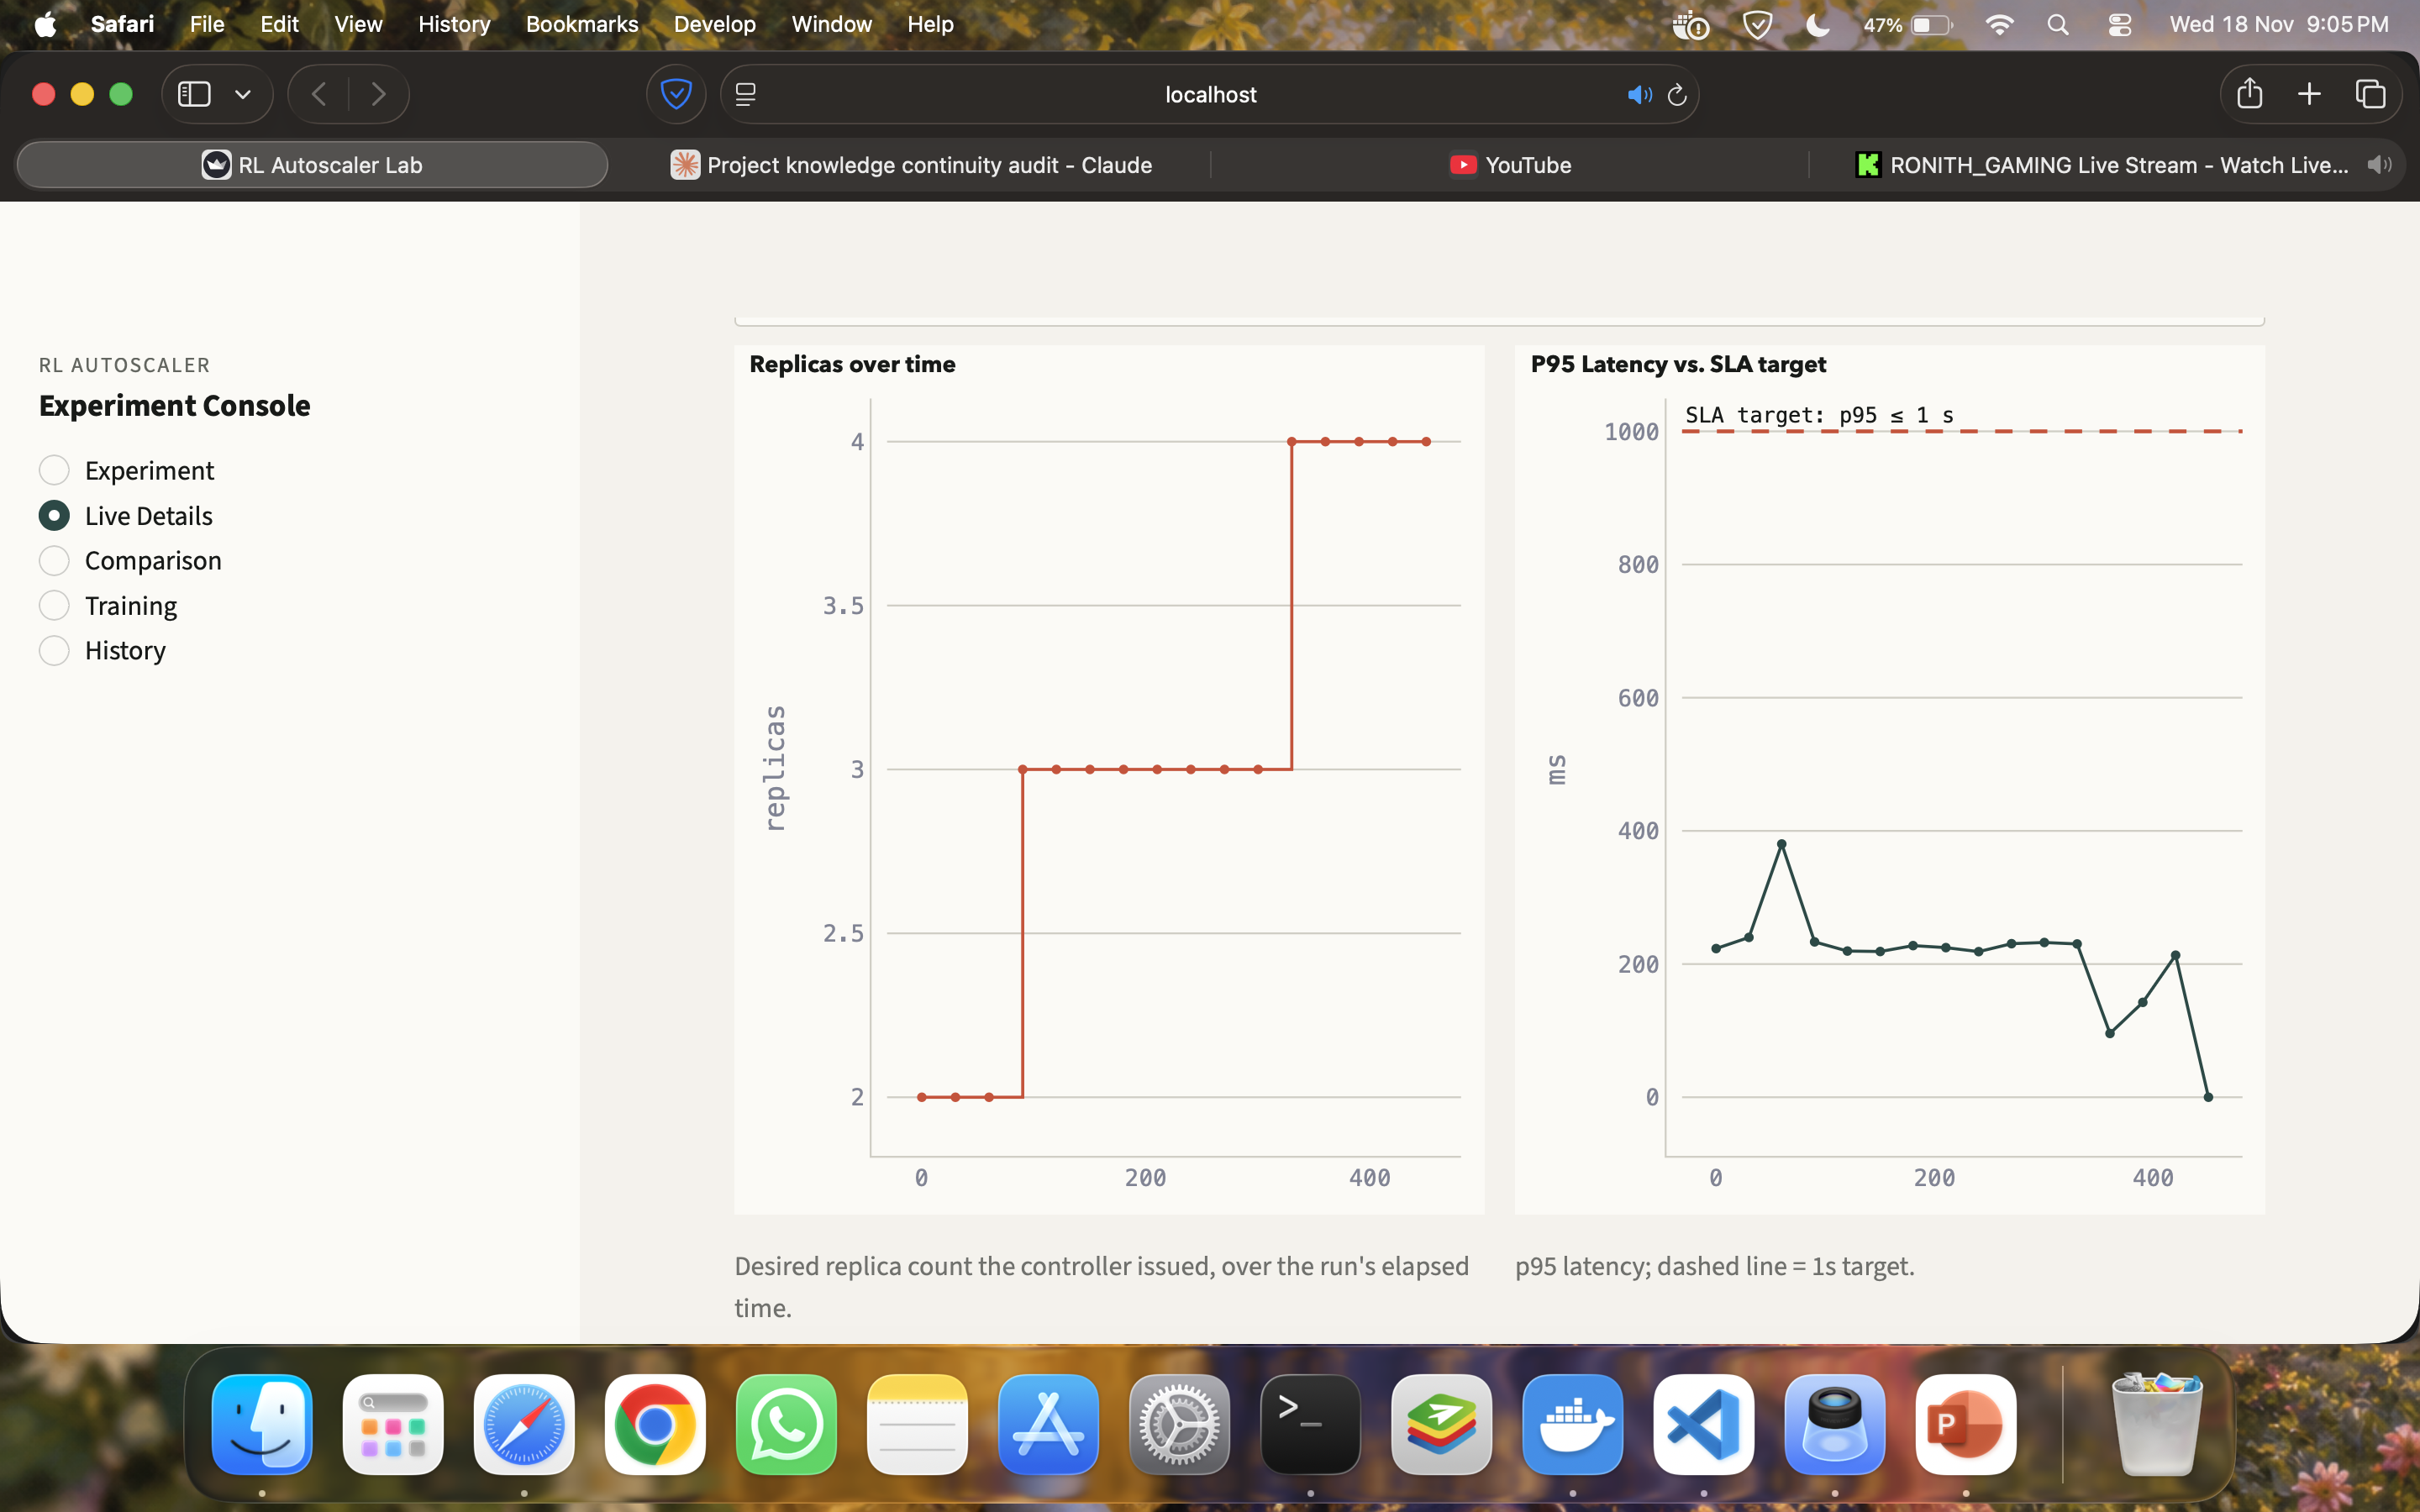 Safari File Edit View History Bookmarks Develop Window Help 47% Wed 18 Nov 9:05 PM
localhost
RL Autoscaler Lab Project knowledge continuity audit - Claude YouTube RONITH_GAMING Live Stream - Watch Live...
RL AUTOSCALER
Experiment Console
Experiment
Live Details
Comparison
Training
History
Replicas over time
4
3.5
3
2.5
2
replicas
0 200 400
Desired replica count the controller issued, over the run's elapsed
time.
P95 Latency vs. SLA target
SLA target: p95 ≤ 1 s
1000
800
600
400
200
0
ms
0 200 400
p95 latency; dashed line = 1s target.
>_
P